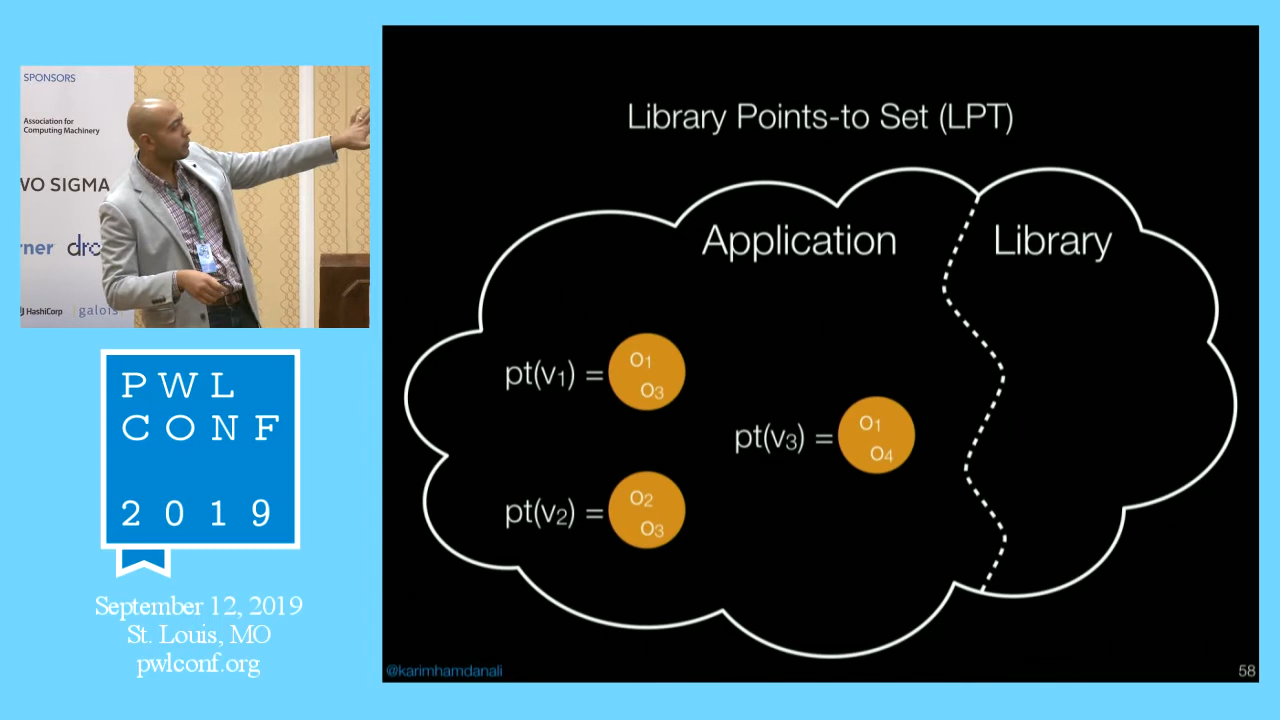 SPONSORS
Association for
Computing Machinery
WO SIGMA
rner dro
HashiCorp galois
PWL
CONF
2019
September 12, 2019
St. Louis, MO
pwlconf.org
Library Points-to Set (LPT)
Application Library
pt(v1) = o1 o3
pt(v3) = o1 o4
pt(v2) = o2 o3
@karimhamdanali
58